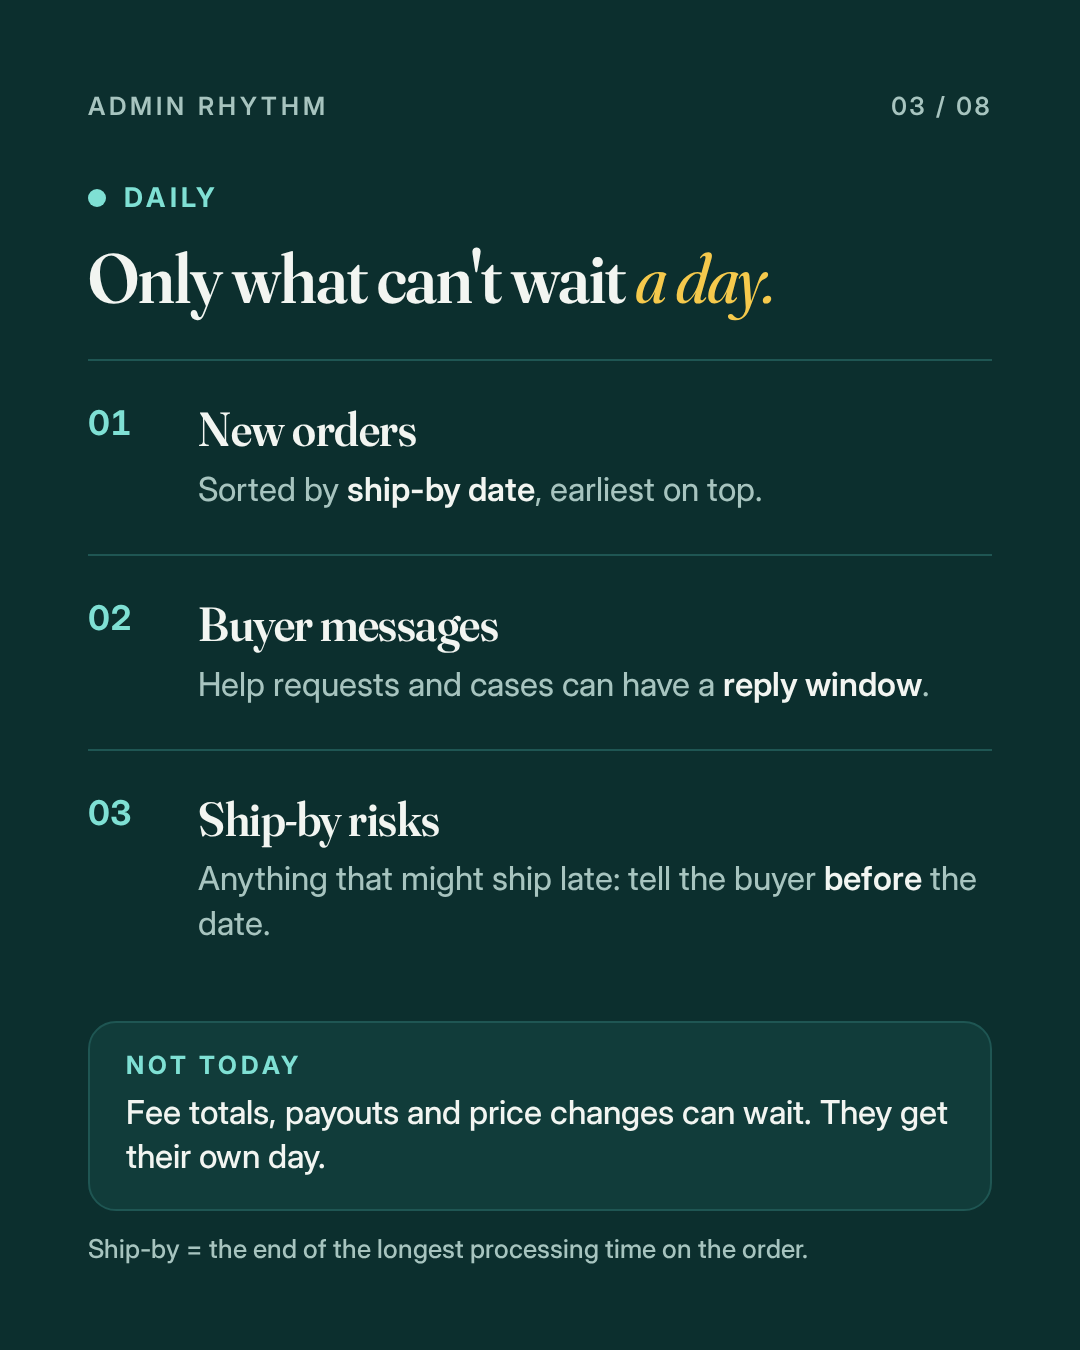 ADMIN RHYTHM
03 / 08
DAILY
Only what can't wait a day.
01
New orders
Sorted by ship-by date, earliest on top.
02
Buyer messages
Help requests and cases can have a reply window.
03
Ship-by risks
Anything that might ship late: tell the buyer before the
date.
NOT TODAY
Fee totals, payouts and price changes can wait. They get
their own day.
Ship-by = the end of the longest processing time on the order.